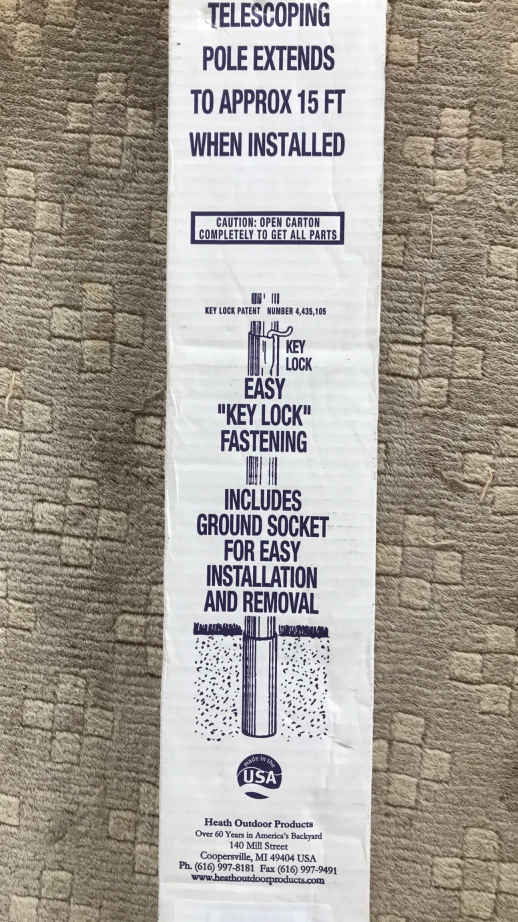 TELESCOPING
POLE EXTENDS
TO APPROX 15 FT
WHEN INSTALLED
CAUTION: OPEN CARTON
COMPLETELY TO GET ALL PARTS
KEY LOCK PATENT NUMBER 4,435,105
KEY
LOCK
EASY
"KEY LOCK"
FASTENING
INCLUDES
GROUND SOCKET
FOR EASY
INSTALLATION
AND REMOVAL
made in the
USA
Heath Outdoor Products
Over 60 Years in America's Backyard
140 Mill Street
Coopersville, MI 49404 USA
Ph. (616) 997-8181 Fax (616) 997-9491
www.heathoutdoorproducts.com